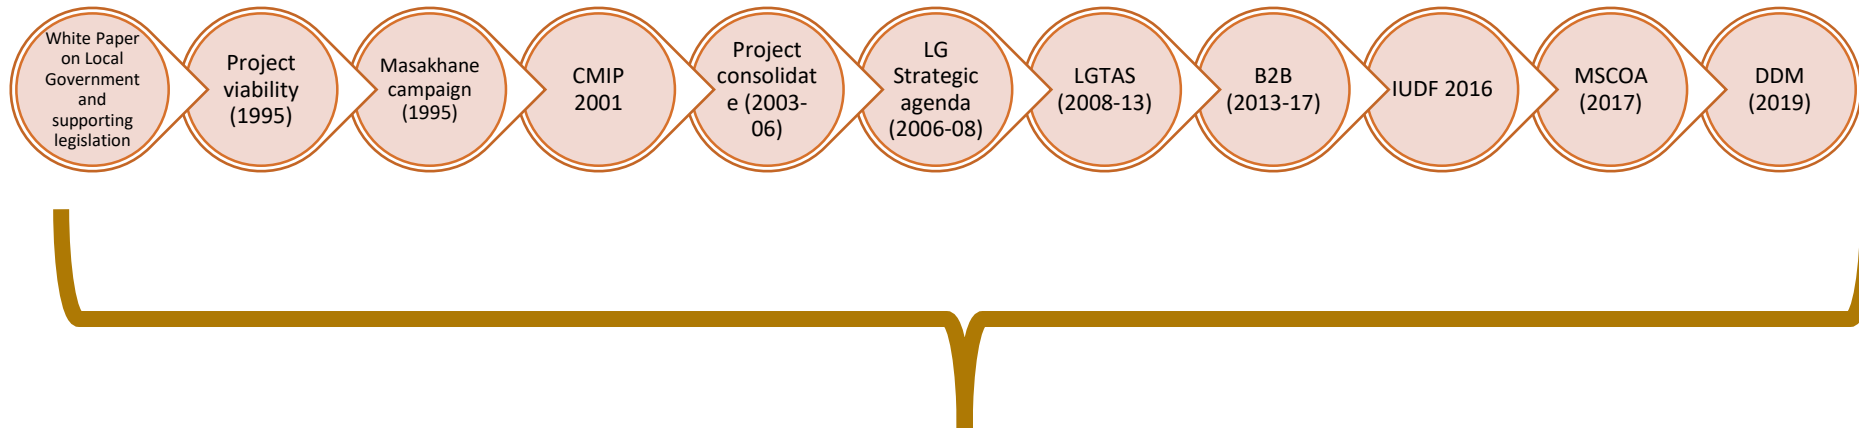 White Paper
on Local
Government
and
supporting
legislation
Project
viability
(1995)
Masakhane
campaign
(1995)
CMIP
2001
Project
consolidat
e (2003-
06)
LG
Strategic
agenda
(2006-08)
LGTAS
(2008-13)
B2B
(2013-17)
IUDF 2016
MSCOA
(2017)
DDM
(2019)